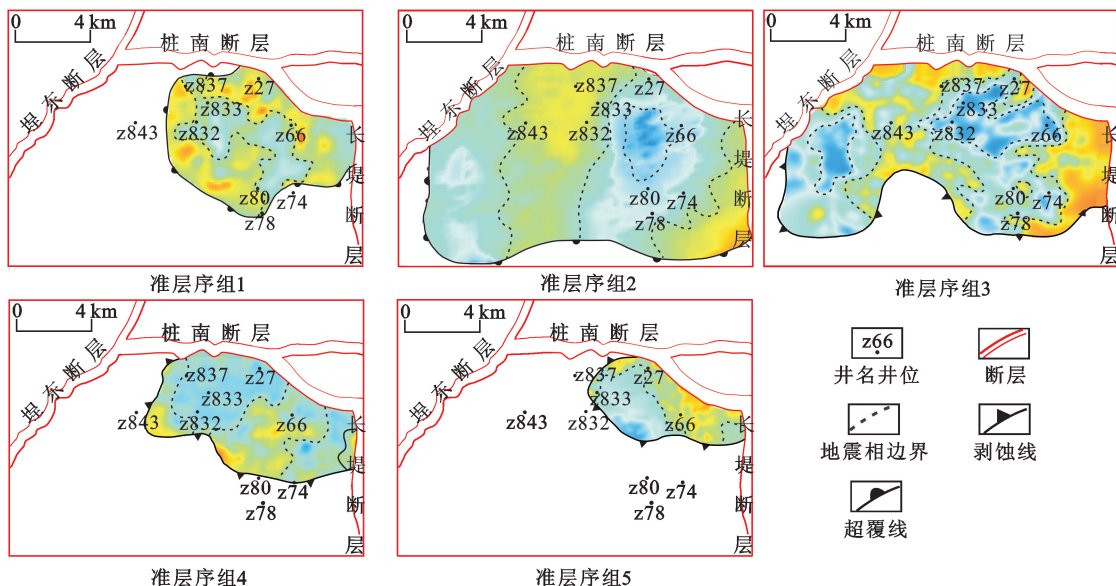 0 4 km
桩南断层
埕东断层
z837
z27
z833
z843
z832
z66
长堤断层
z80
z74
z78
准层序组1
0 4 km
桩南断层
埕东断层
z837
z27
z833
z843
z832
z66
长堤断层
z80
z74
z78
准层序组2
0 4 km
桩南断层
埕东断层
z837
z27
z833
z843
z832
z66
长堤断层
z80
z74
z78
准层序组3
0 4 km
桩南断层
埕东断层
z837
z27
z833
z843
z832
z66
长堤断层
z80
z74
z78
准层序组4
0 4 km
桩南断层
埕东断层
z837
z27
z833
z843
z832
z66
长堤断层
z80
z74
z78
准层序组5
z66
井名井位
断层
地震相边界
剥蚀线
超覆线